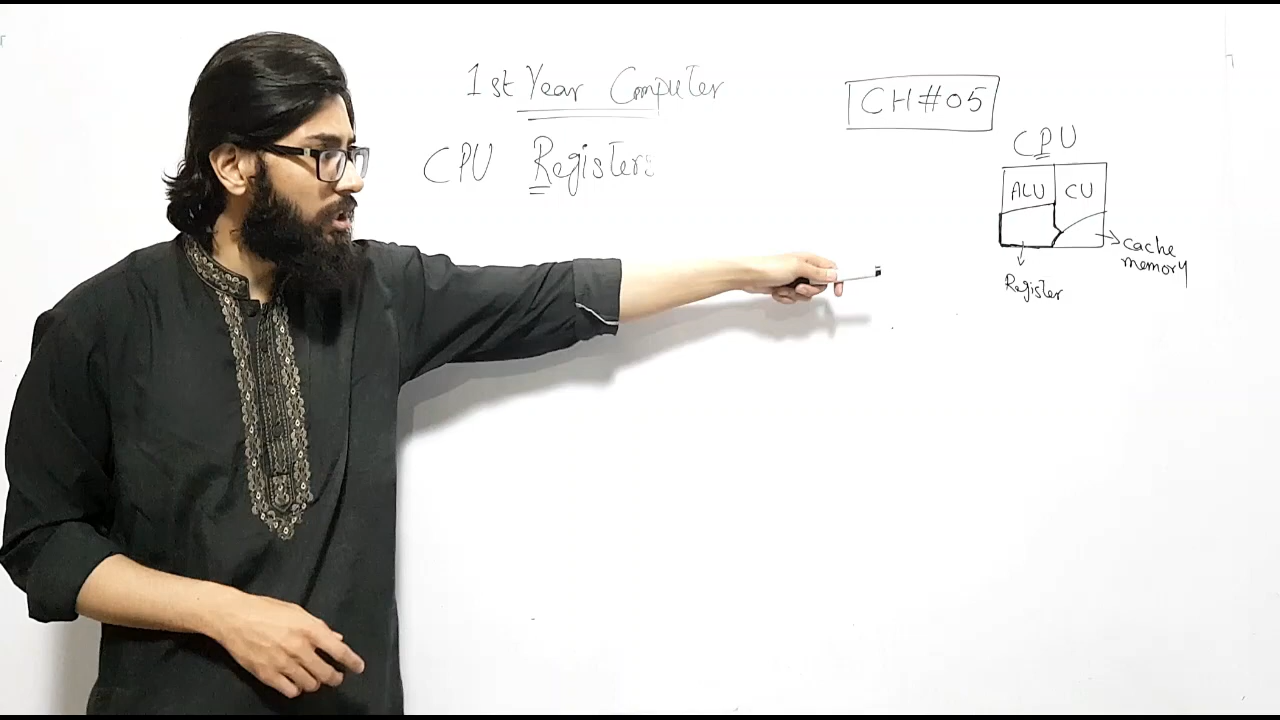 1st Year Computer
CH#05
CPU Registers
CPU
ALU CU
cache
memory
Register